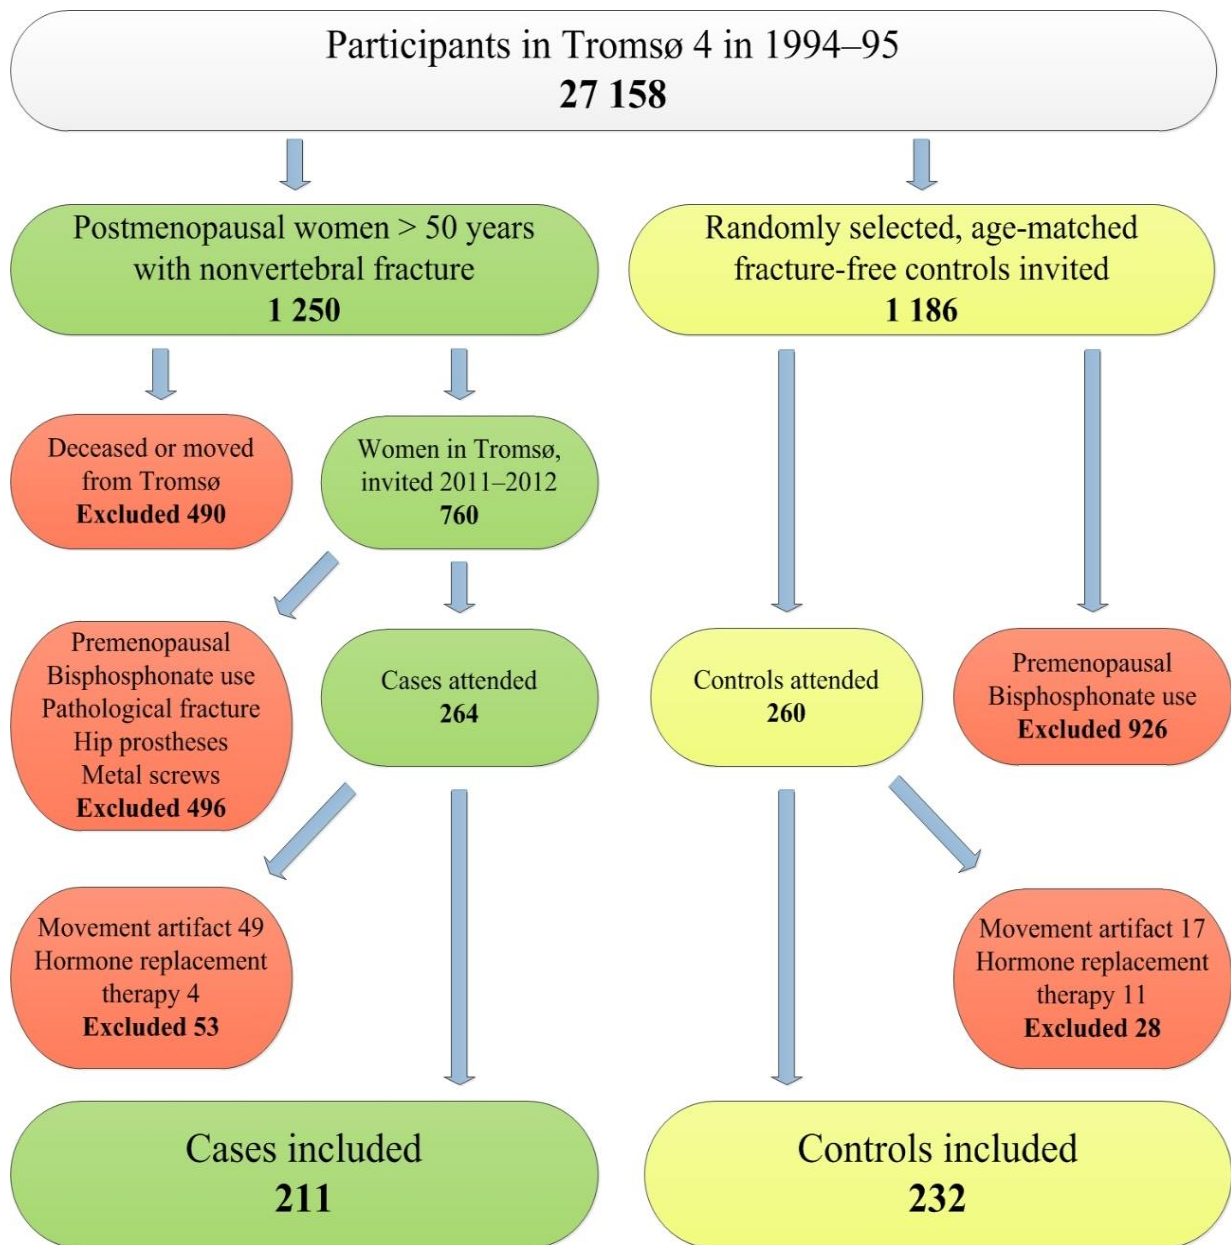 Participants in Tromsø 4 in 1994–95
27 158
Postmenopausal women > 50 years
with nonvertebral fracture
1 250
Randomly selected, age-matched
fracture-free controls invited
1 186
Deceased or moved
from Tromsø
Excluded 490
Women in Tromsø,
invited 2011–2012
760
Premenopausal
Bisphosphonate use
Pathological fracture
Hip prostheses
Metal screws
Excluded 496
Cases attended
264
Controls attended
260
Premenopausal
Bisphosphonate use
Excluded 926
Movement artifact 49
Hormone replacement
therapy 4
Excluded 53
Movement artifact 17
Hormone replacement
therapy 11
Excluded 28
Cases included
211
Controls included
232